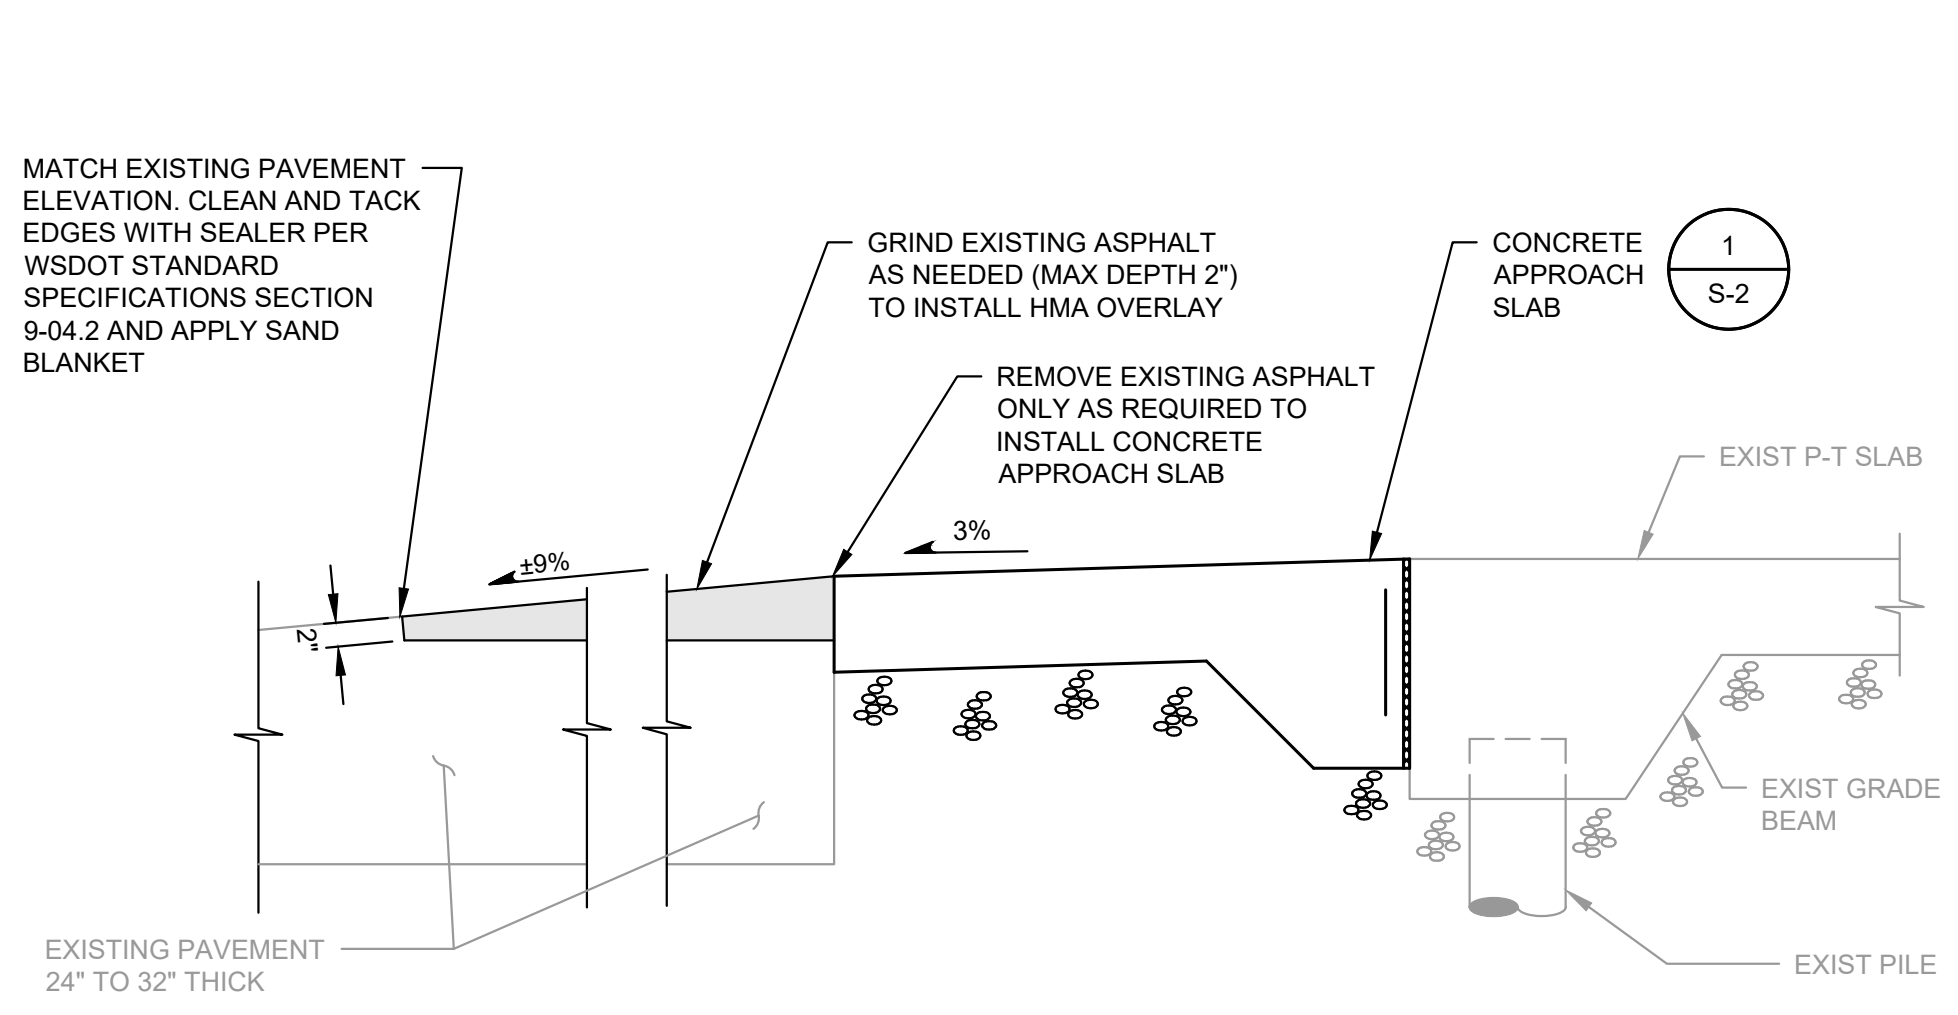 MATCH EXISTING PAVEMENT
ELEVATION. CLEAN AND TACK
EDGES WITH SEALER PER
WSDOT STANDARD
SPECIFICATIONS SECTION
9-04.2 AND APPLY SAND
BLANKET
GRIND EXISTING ASPHALT
AS NEEDED (MAX DEPTH 2")
TO INSTALL HMA OVERLAY
CONCRETE
APPROACH
SLAB
1
S-2
REMOVE EXISTING ASPHALT
ONLY AS REQUIRED TO
INSTALL CONCRETE
APPROACH SLAB
EXIST P-T SLAB
3%
±9%
2"
EXIST GRADE
BEAM
EXISTING PAVEMENT
24" TO 32" THICK
EXIST PILE